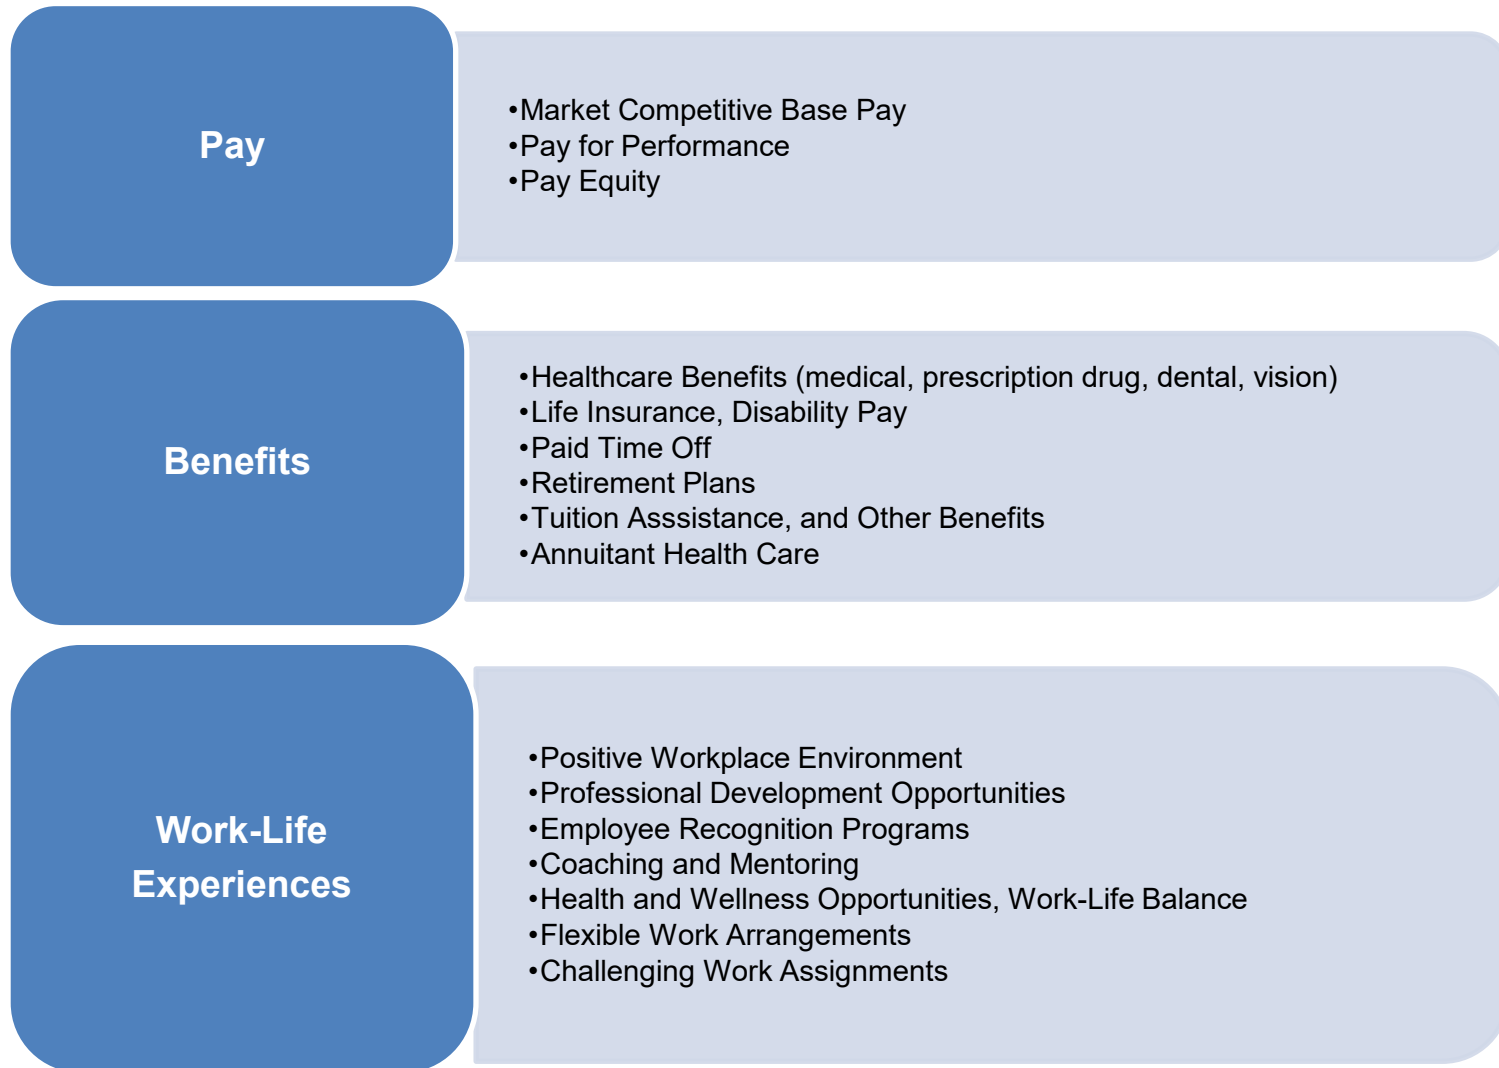 Pay
•Market Competitive Base Pay
•Pay for Performance
•Pay Equity
Benefits
•Healthcare Benefits (medical, prescription drug, dental, vision)
•Life Insurance, Disability Pay
•Paid Time Off
•Retirement Plans
•Tuition Asssistance, and Other Benefits
•Annuitant Health Care
Work-Life
Experiences
•Positive Workplace Environment
•Professional Development Opportunities
•Employee Recognition Programs
•Coaching and Mentoring
•Health and Wellness Opportunities, Work-Life Balance
•Flexible Work Arrangements
•Challenging Work Assignments